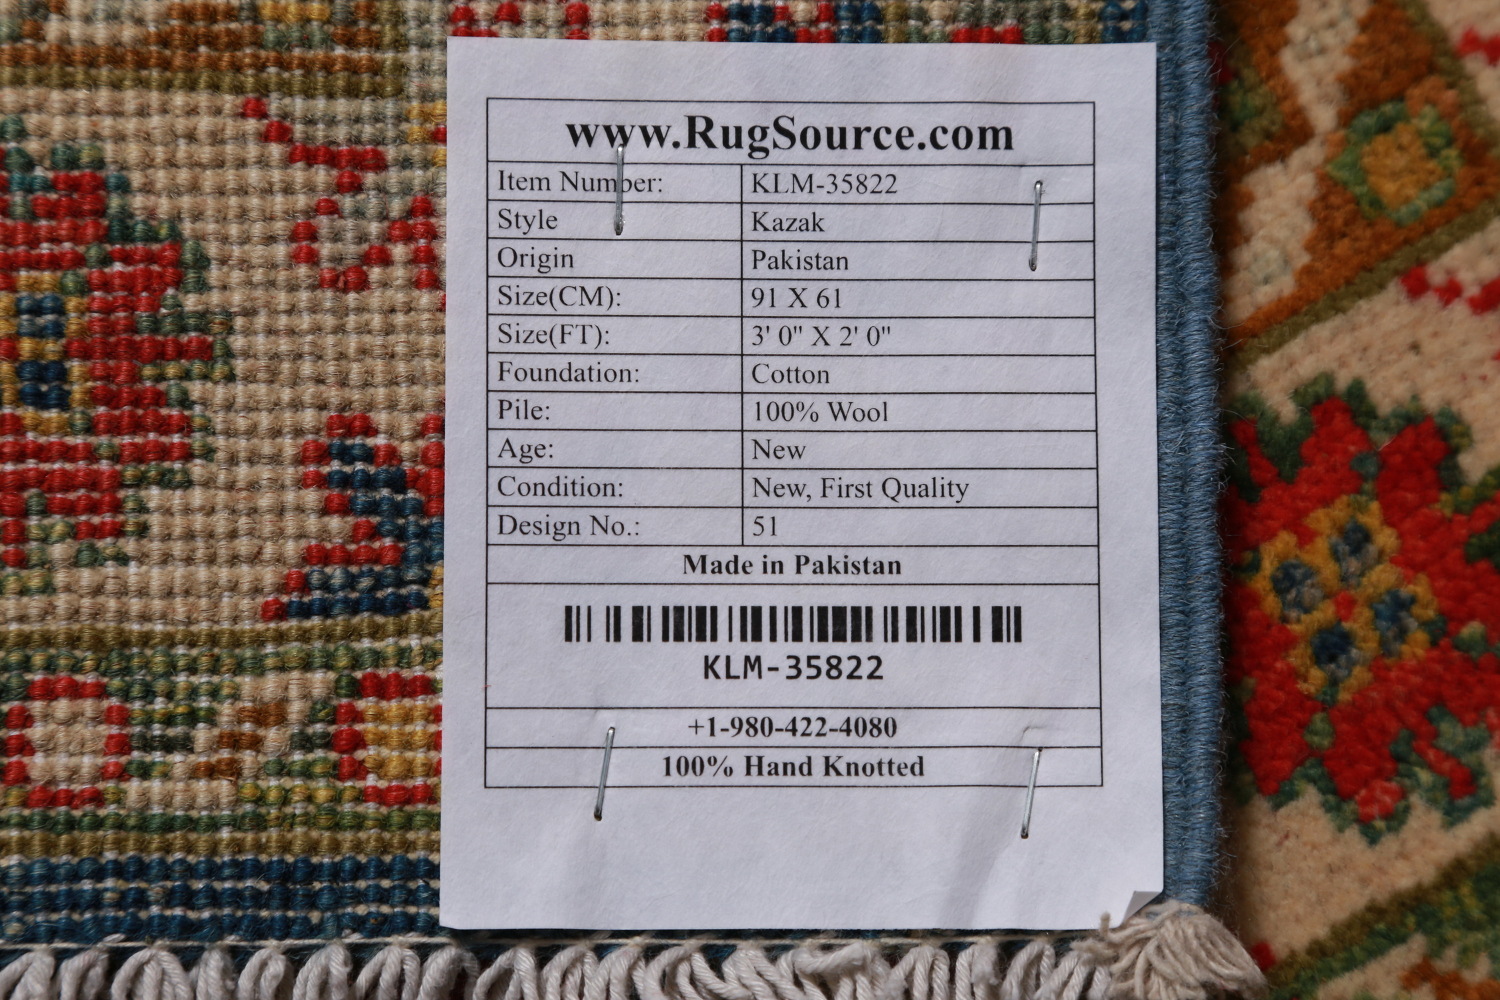 www.RugSource.com
Item Number: KLM-35822
Style Kazak
Origin Pakistan
Size(CM): 91 X 61
Size(FT): 3' 0" X 2' 0"
Foundation: Cotton
Pile: 100% Wool
Age: New
Condition: New, First Quality
Design No.: 51
Made in Pakistan
KLM-35822
+1-980-422-4080
100% Hand Knotted